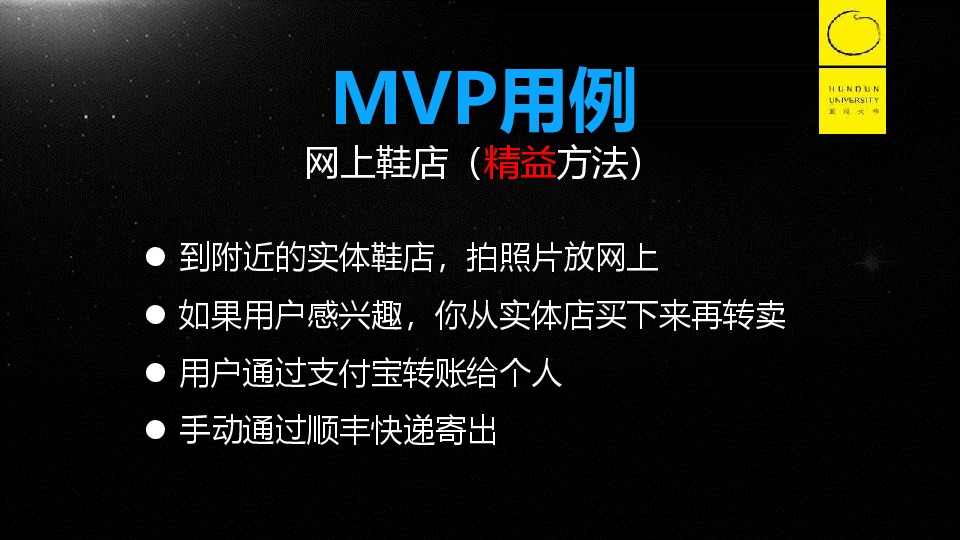 MVP用例
网上鞋店（精益方法）
HUNDUN
UNIVERSITY
混沌大学
● 到附近的实体鞋店，拍照片放网上
● 如果用户感兴趣，你从实体店买下来再转卖
● 用户通过支付宝转账给个人
● 手动通过顺丰快递寄出